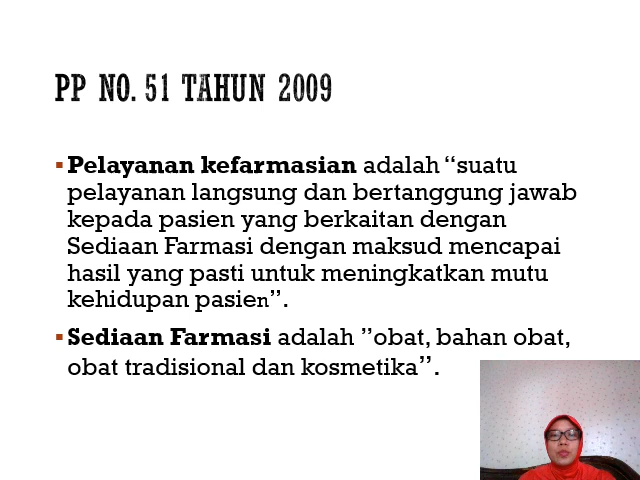 PP NO. 51 TAHUN 2009
▪ Pelayanan kefarmasian adalah “suatu
pelayanan langsung dan bertanggung jawab
kepada pasien yang berkaitan dengan
Sediaan Farmasi dengan maksud mencapai
hasil yang pasti untuk meningkatkan mutu
kehidupan pasien”.
▪ Sediaan Farmasi adalah ”obat, bahan obat,
obat tradisional dan kosmetika”.